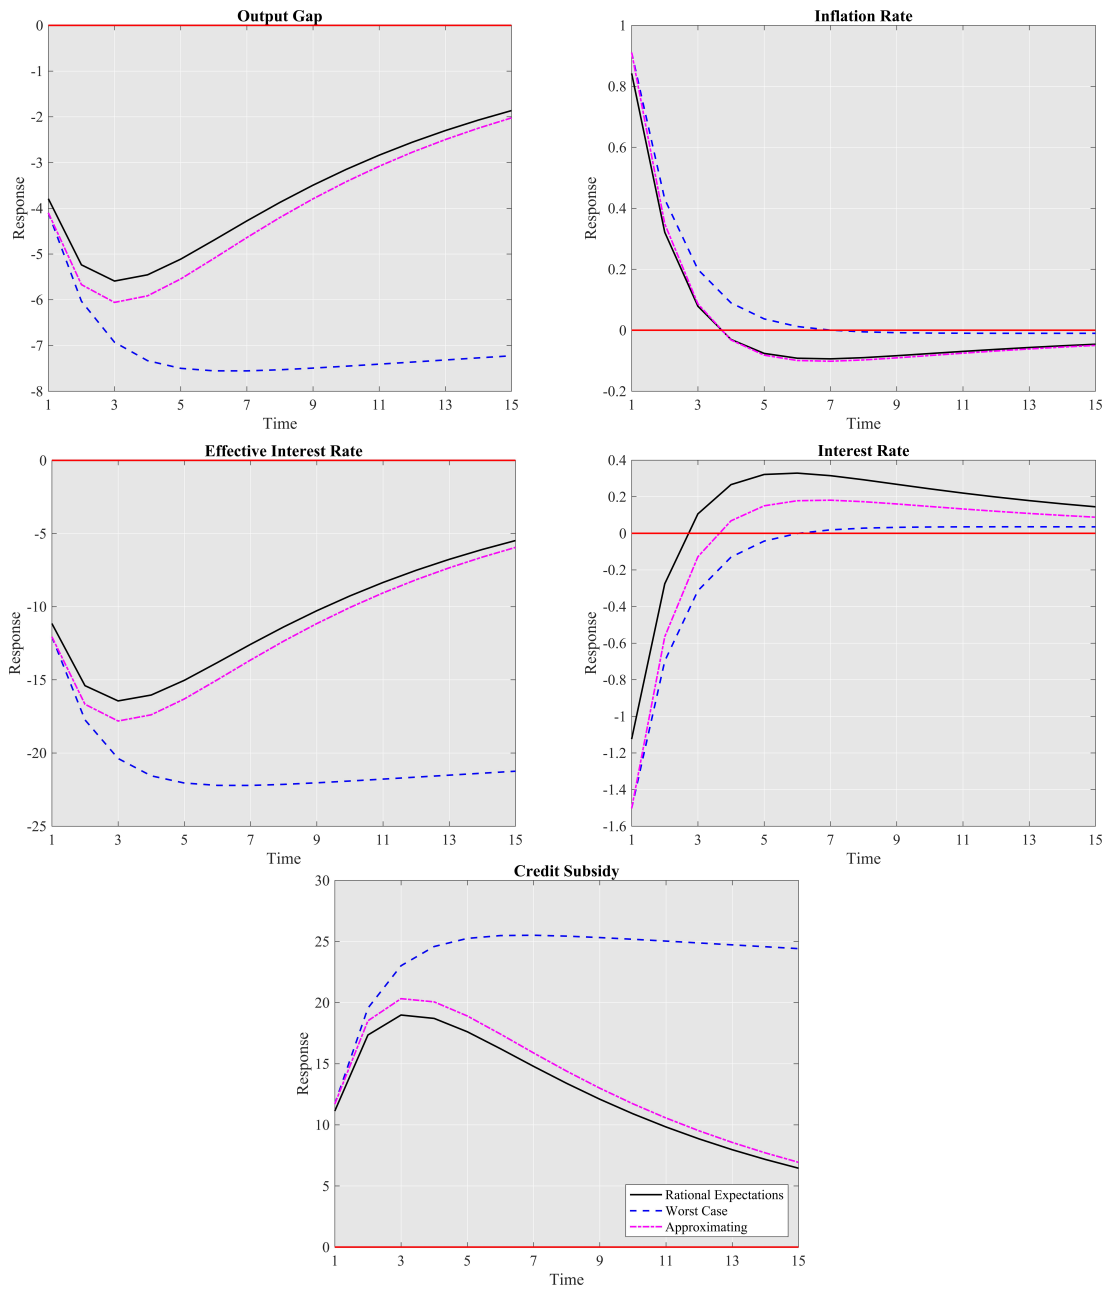 Output Gap
0
-1
-2
-3
-4
-5
-6
-7
-8
Response
1 3 5 7 9 11 13 15
Time
Inflation Rate
1
0.8
0.6
0.4
0.2
0
-0.2
Response
1 3 5 7 9 11 13 15
Time
Effective Interest Rate
0
-5
-10
-15
-20
-25
Response
1 3 5 7 9 11 13 15
Time
Interest Rate
0.4
0.2
0
-0.2
-0.4
-0.6
-0.8
-1
-1.2
-1.4
-1.6
Response
1 3 5 7 9 11 13 15
Time
Credit Subsidy
30
25
20
15
10
5
0
Response
Rational Expectations
Worst Case
Approximating
1 3 5 7 9 11 13 15
Time